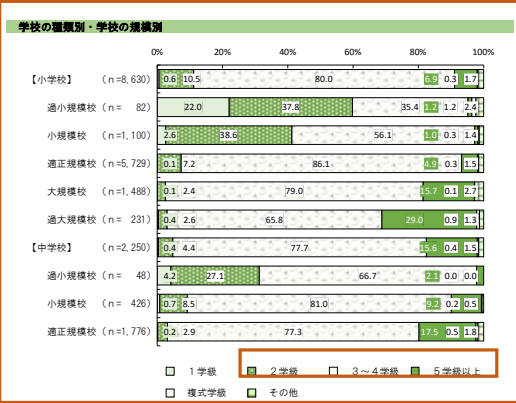 学校の種類別・学校の規模別
0% 20% 40% 60% 80% 100%
【小学校】 (n=8,630) 0.6 10.5 80.0 6.9 0.3 1.7
過小規模校 (n= 82) 22.0 37.8 35.4 1.2 1.2 2.4
小規模校 (n=1,100) 2.6 38.6 56.1 1.0 0.3 1.4
適正規模校 (n=5,729) 0.1 7.2 86.1 4.9 0.3 1.5
大規模校 (n=1,488) 0.1 2.4 79.0 15.7 0.1 2.7
過大規模校 (n= 231) 0.4 2.6 65.8 29.0 0.9 1.3
【中学校】 (n=2,250) 0.4 4.4 77.7 15.6 0.4 1.5
過小規模校 (n= 48) 4.2 27.1 66.7 2.1 0.0 0.0
小規模校 (n= 426) 0.7 8.5 81.0 9.2 0.2 0.5
適正規模校 (n=1,776) 0.2 2.9 77.3 17.5 0.5 1.8
1学級 2学級 3～4学級 5学級以上
複式学級 その他